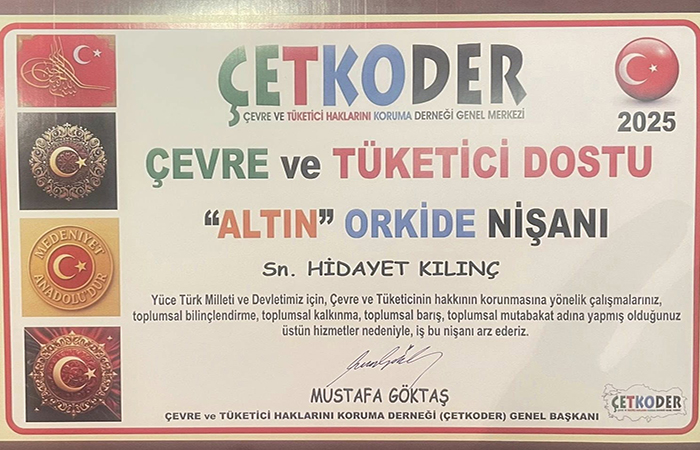 ÇETKODER
ÇEVRE VE TÜKETİCİ HAKLARINI KORUMA DERNEĞİ GENEL MERKEZİ
2025
ÇEVRE ve TÜKETİCİ DOSTU
“ALTIN” ORKİDE NİŞANI
Sn. HİDAYET KILINÇ
MEDENİYET
ANADOLU'DUR
Yüce Türk Milleti ve Devletimiz için, Çevre ve Tüketicinin hakkının korunmasına yönelik çalışmalarınız,
toplumsal bilinçlendirme, toplumsal kalkınma, toplumsal barış, toplumsal mutabakat adına yapmış olduğunuz
üstün hizmetler nedeniyle, iş bu nişanı arz ederiz.
MUSTAFA GÖKTAŞ
ÇEVRE ve TÜKETİCİ HAKLARINI KORUMA DERNEĞİ (ÇETKODER) GENEL BAŞKANI
ÇETKODER